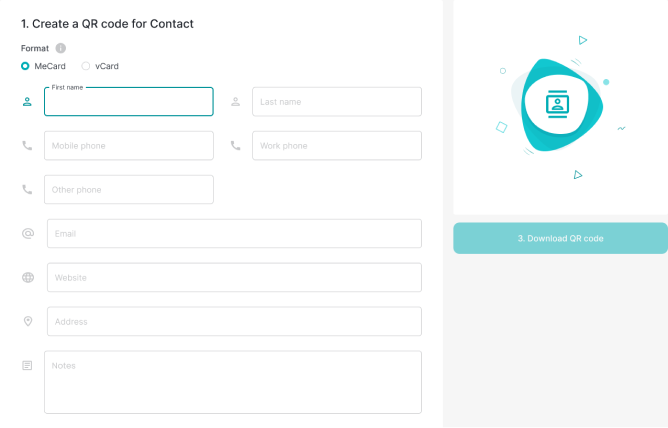 1. Create a QR code for Contact
Format
MeCard vCard
First name
Last name
Mobile phone
Work phone
Other phone
Email
Website
Address
Notes
3. Download QR code